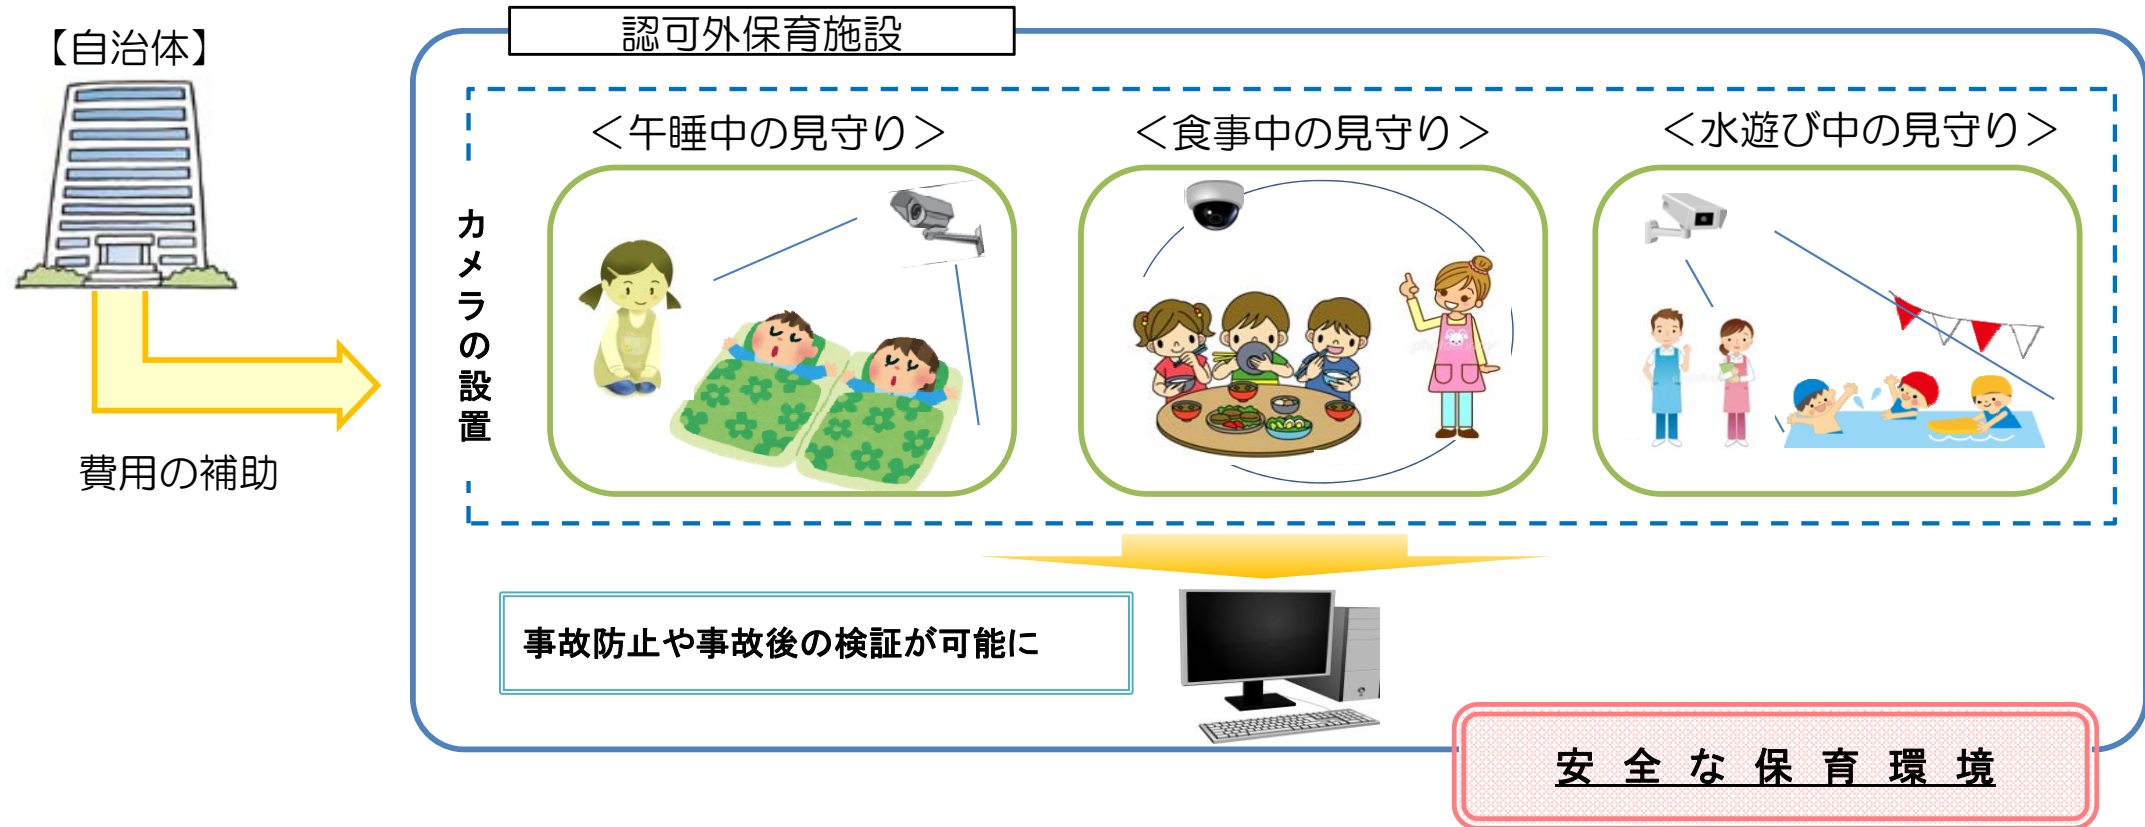 【自治体】
認可外保育施設
＜午睡中の見守り＞
＜食事中の見守り＞
＜水遊び中の見守り＞
カメラの設置
費用の補助
事故防止や事故後の検証が可能に
安全な保育環境